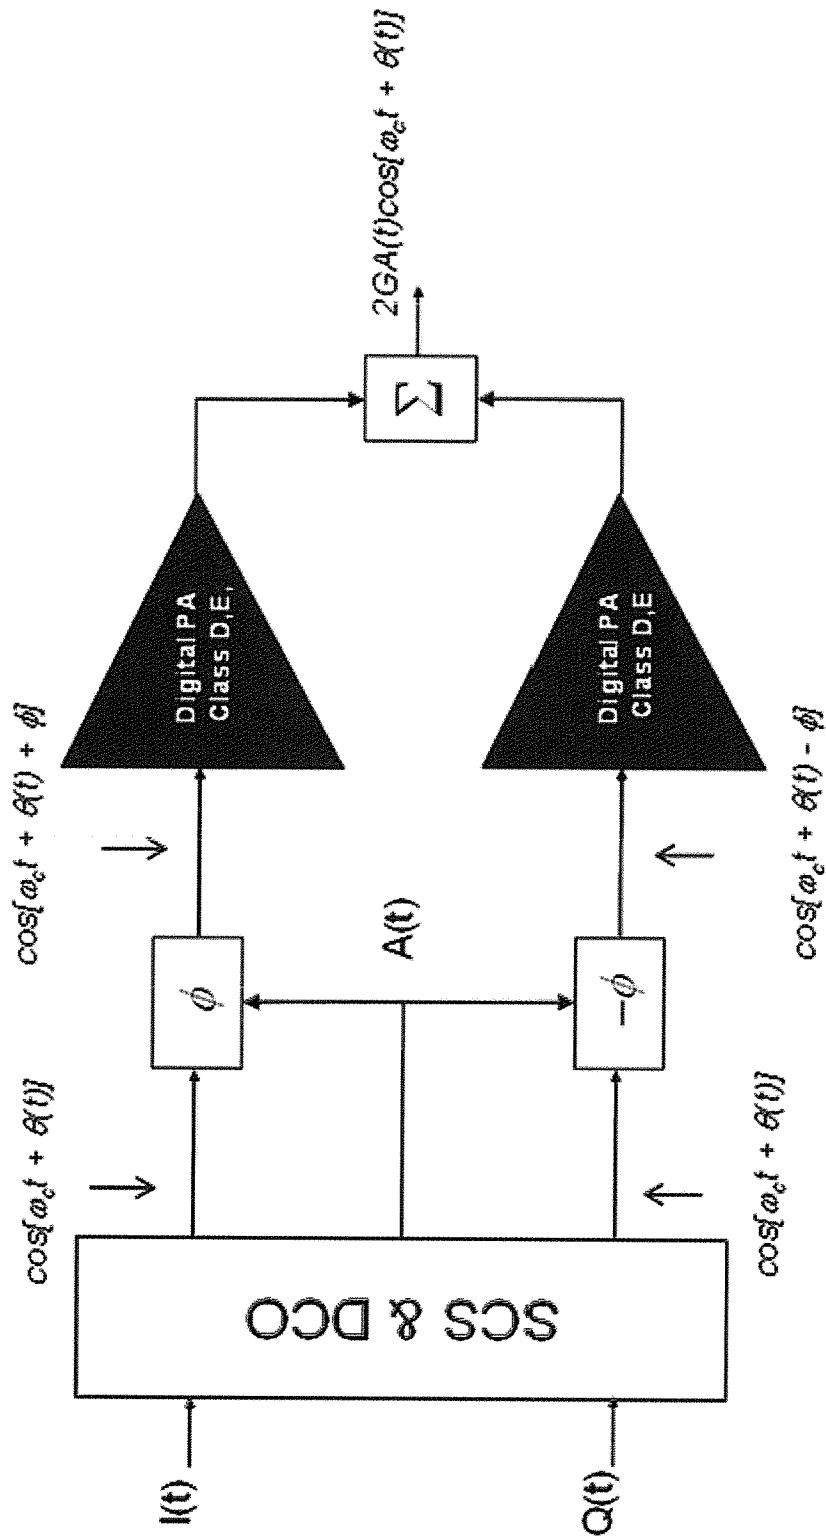 I(t)
Q(t)
SCS & DCO
cos[ω_c t + θ(t)]
cos[ω_c t + θ(t)]
ϕ
A(t)
−ϕ
cos[ω_c t + θ(t) + ϕ]
cos[ω_c t + θ(t) − ϕ]
Digital PA
Class D,E,
Digital PA
Class D,E
Σ
2GA(t)cos[ω_c t + θ(t)]